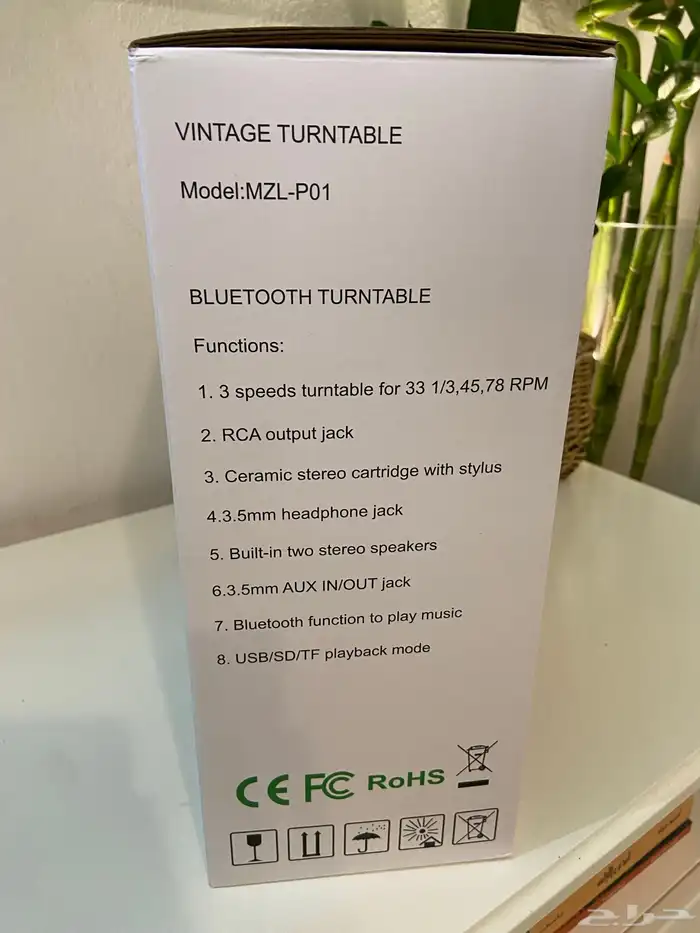 VINTAGE TURNTABLE
Model:MZL-P01
BLUETOOTH TURNTABLE
Functions:
1. 3 speeds turntable for 33 1/3,45,78 RPM
2. RCA output jack
3. Ceramic stereo cartridge with stylus
4.3.5mm headphone jack
5. Built-in two stereo speakers
6.3.5mm AUX IN/OUT jack
7. Bluetooth function to play music
8. USB/SD/TF playback mode
CE FC RoHS
حراج